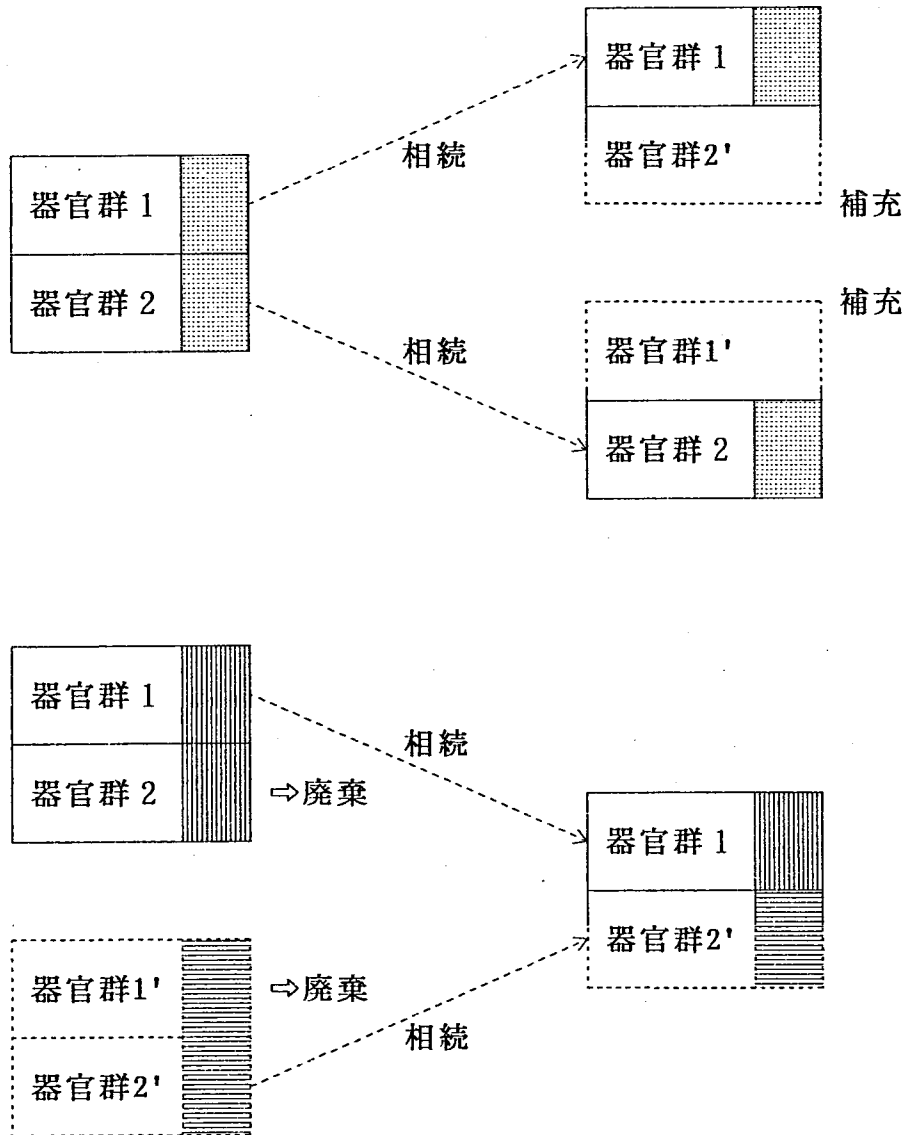 器官群 1
器官群2'
相続
補充
器官群 1
器官群 2
補充
相続
器官群1'
器官群 2
器官群 1
相続
器官群 2
⇨廃棄
器官群 1
器官群2'
器官群1'
⇨廃棄
相続
器官群2'